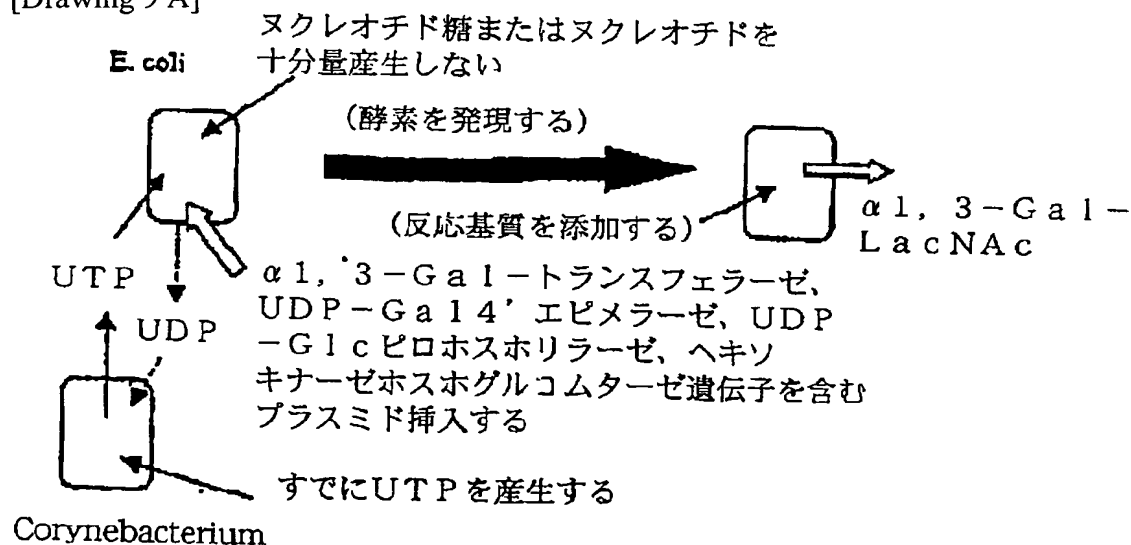 [Drawing 9 A]
ヌクレオチド糖またはヌクレオチドを
十分量産生しない
E. coli
(酵素を発現する)
(反応基質を添加する)
α1, 3-Gal-
LacNAc
UTP
UDP
α1, 3-Gal-トランスフェラーゼ、
UDP-Gal4' エピメラーゼ、UDP
-Glcピロホスホリラーゼ、ヘキソ
キナーゼホスホグルコムターゼ遺伝子を含む
プラスミド挿入する
すでにUTPを産生する
Corynebacterium